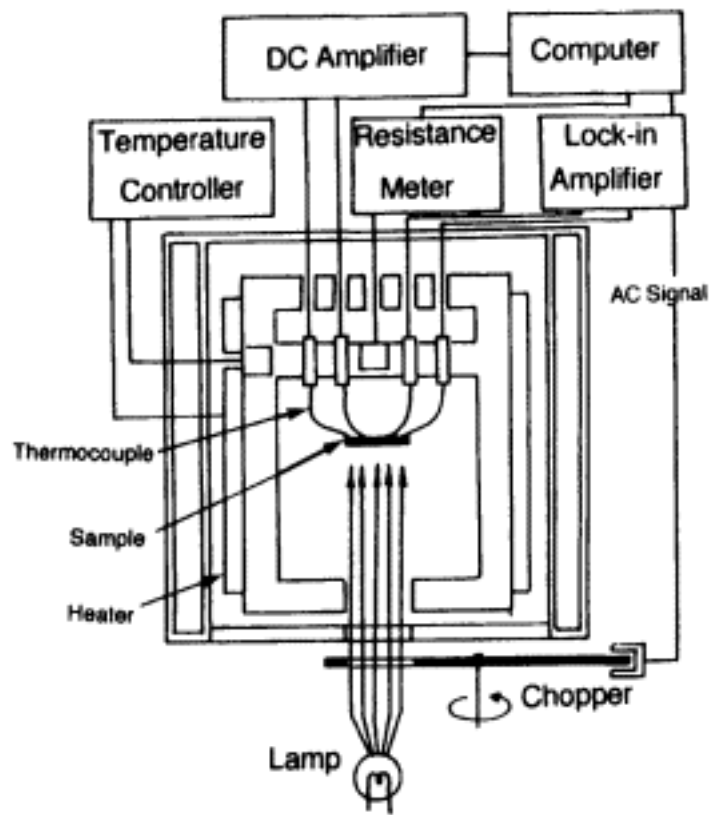 DC Amplifier
Computer
Temperature
Controller
Resistance
Meter
Lock-in
Amplifier
AC Signal
Thermocouple
Sample
Heater
Chopper
Lamp